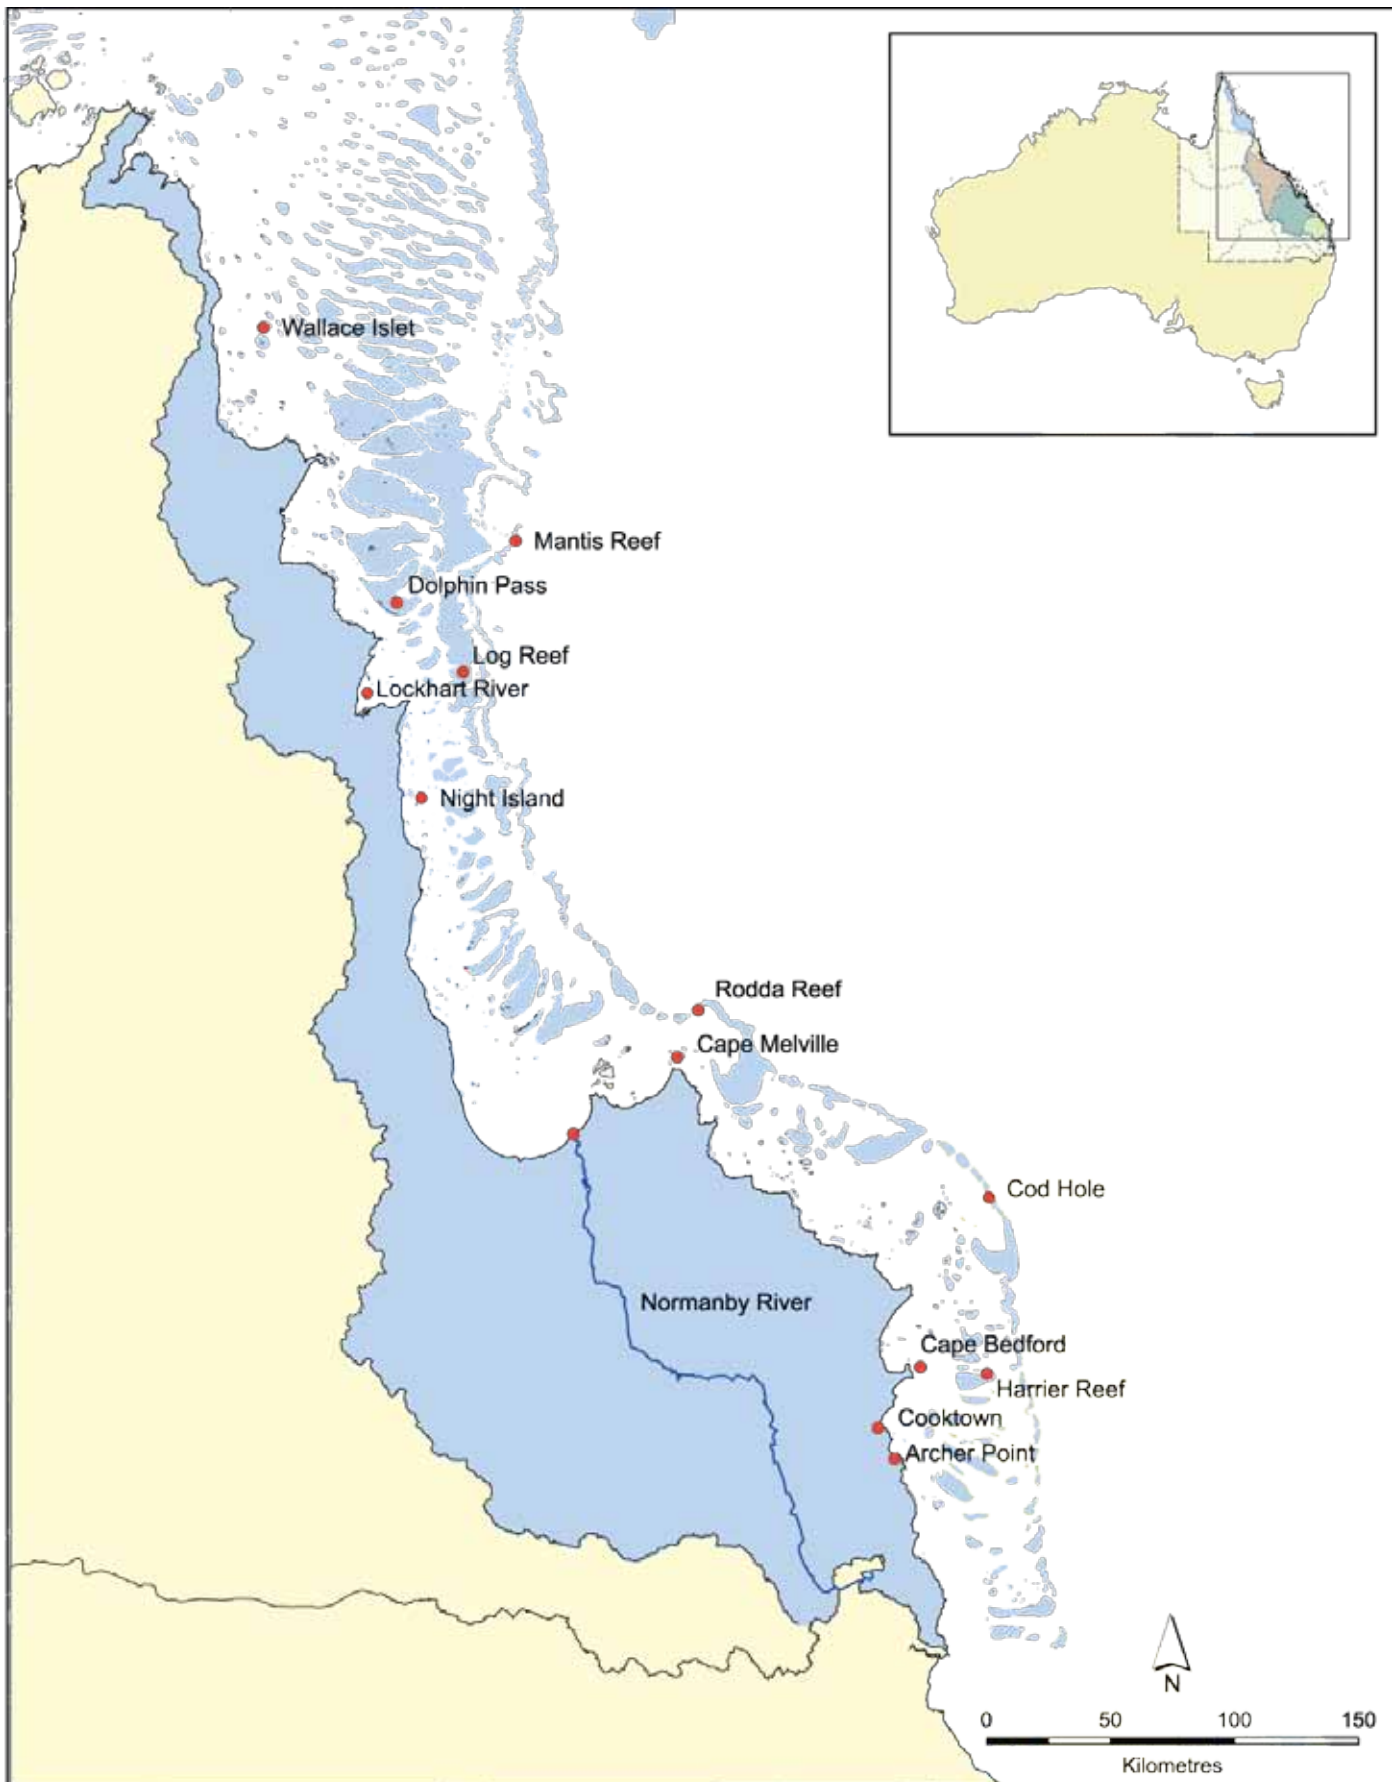 Wallace Islet
Mantis Reef
Dolphin Pass
Log Reef
Lockhart River
Night Island
Rodda Reef
Cape Melville
Cod Hole
Normanby River
Cape Bedford
Harrier Reef
Cooktown
Archer Point
N
0 50 100 150
Kilometres